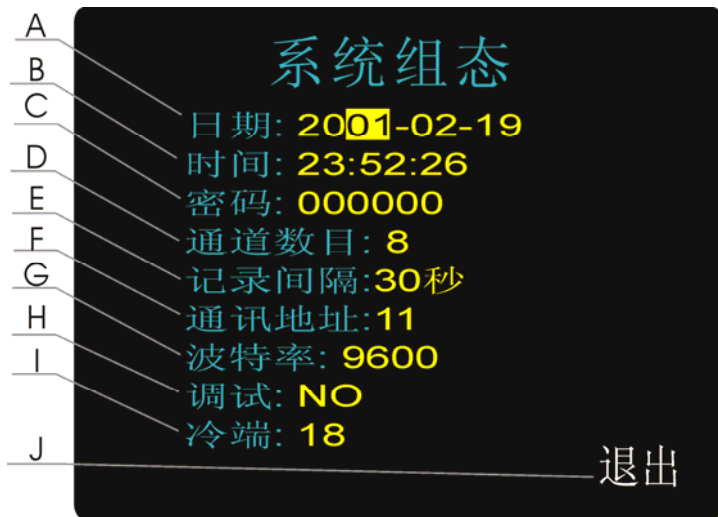 系统组态
A
日期: 2001-02-19
B
时间: 23:52:26
C
密码: 000000
D
通道数目: 8
E
记录间隔:30秒
F
通讯地址:11
G
波特率: 9600
H
调试: NO
I
冷端: 18
J
退出